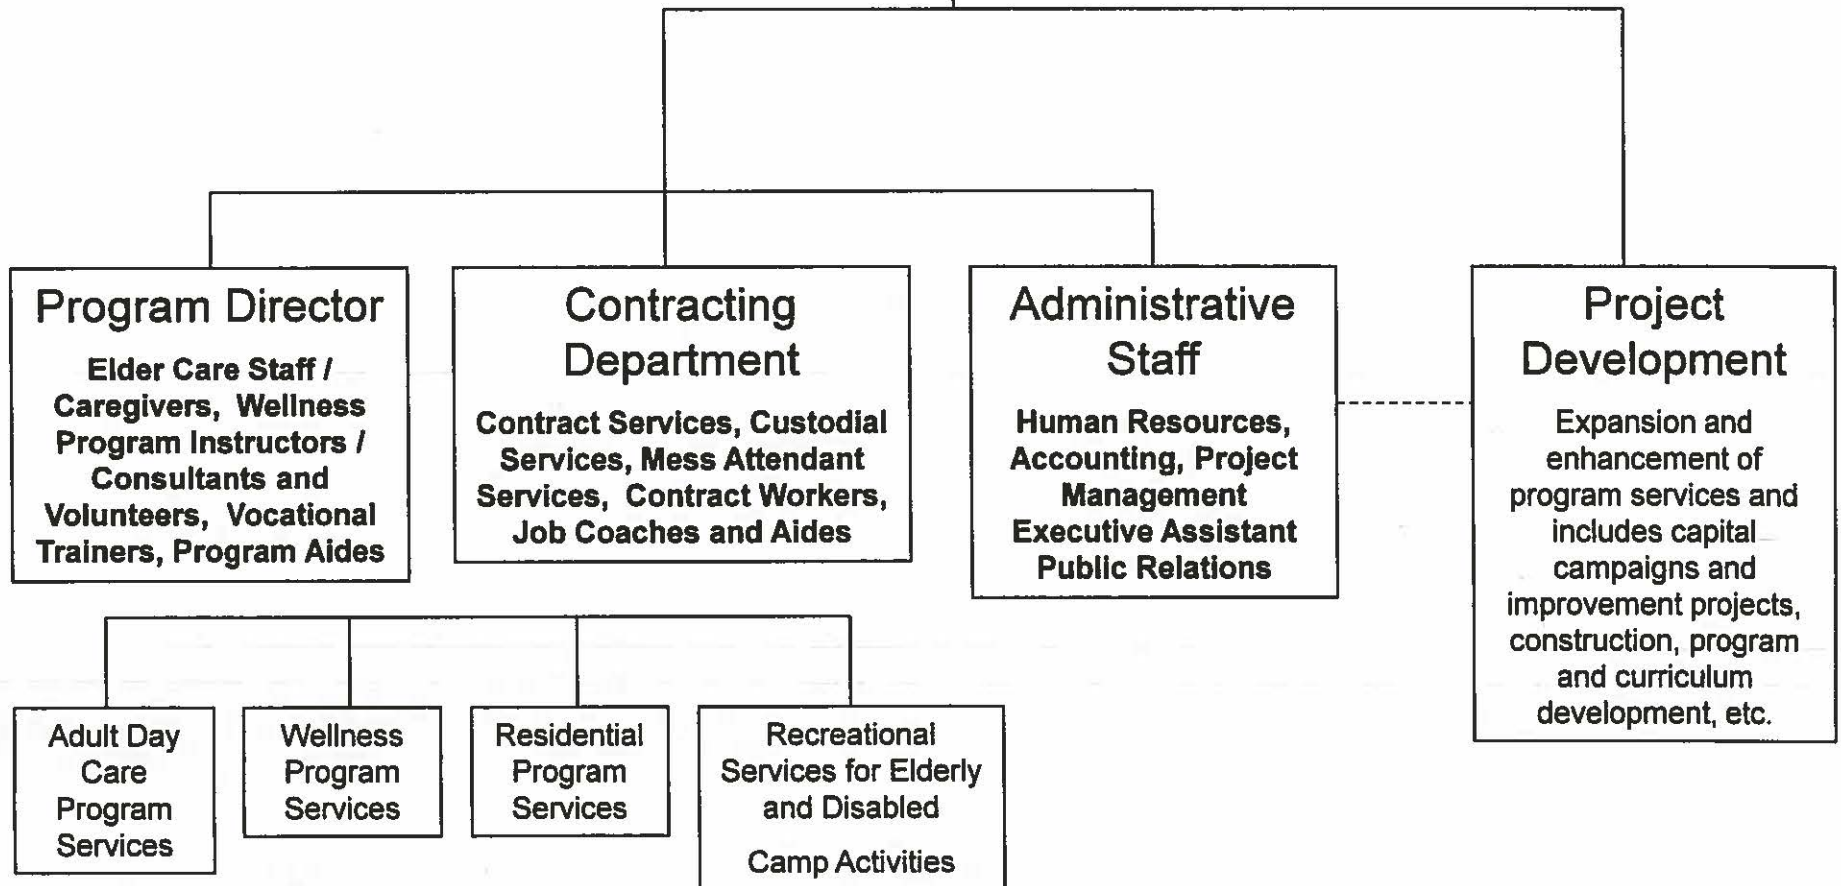 Program Director
Elder Care Staff /
Caregivers, Wellness
Program Instructors /
Consultants and
Volunteers, Vocational
Trainers, Program Aides
Contracting
Department
Contract Services, Custodial
Services, Mess Attendant
Services, Contract Workers,
Job Coaches and Aides
Administrative
Staff
Human Resources,
Accounting, Project
Management
Executive Assistant
Public Relations
Project
Development
Expansion and
enhancement of
program services and
includes capital
campaigns and
improvement projects,
construction, program
and curriculum
development, etc.
Adult Day
Care
Program
Services
Wellness
Program
Services
Residential
Program
Services
Recreational
Services for Elderly
and Disabled
Camp Activities